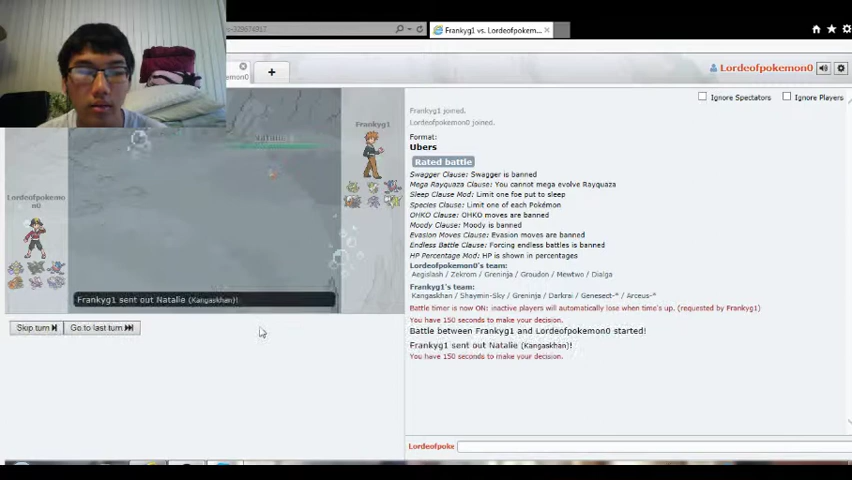 Frankyg1 vs. Lordeofpokem...
Lordeofpokemon0
Ignore Spectators
Ignore Players
Frankyg1 joined.
Lordeofpokemon0 joined.
Format:
Ubers
Rated battle
Swagger Clause: Swagger is banned
Mega Rayquaza Clause: You cannot mega evolve Rayquaza
Sleep Clause Mod: Limit one foe put to sleep
Species Clause: Limit one of each Pokémon
OHKO Clause: OHKO moves are banned
Moody Clause: Moody is banned
Evasion Moves Clause: Evasion moves are banned
Endless Battle Clause: Forcing endless battles is banned
HP Percentage Mod: HP is shown in percentages
Lordeofpokemon0's team:
Aegislash / Zekrom / Greninja / Groudon / Mewtwo / Dialga
Frankyg1's team:
Kangaskhan / Shaymin-Sky / Greninja / Darkrai / Genesect-* / Arceus-*
Battle timer is now ON: inactive players will automatically lose when time's up. (requested by Frankyg1)
You have 150 seconds to make your decision.
Battle between Frankyg1 and Lordeofpokemon0 started!
Frankyg1 sent out Natalie (Kangaskhan)!
You have 150 seconds to make your decision.
Lordeofpoke
Frankyg1
Lordeofpokem
on0
Frankyg1 sent out Natalie (Kangaskhan)!
Skip turn
Go to last turn